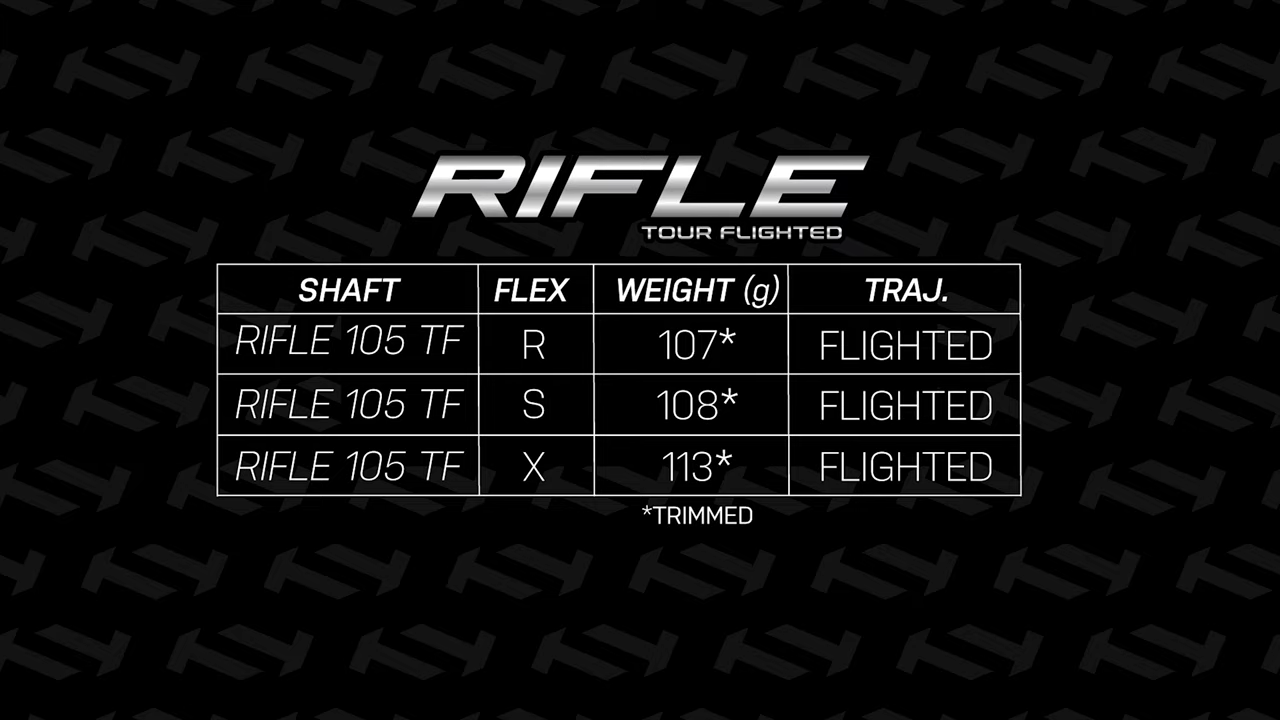 RIFLE
TOUR FLIGHTED
SHAFT FLEX WEIGHT (g) TRAJ.
RIFLE 105 TF R 107* FLIGHTED
RIFLE 105 TF S 108* FLIGHTED
RIFLE 105 TF X 113* FLIGHTED
*TRIMMED